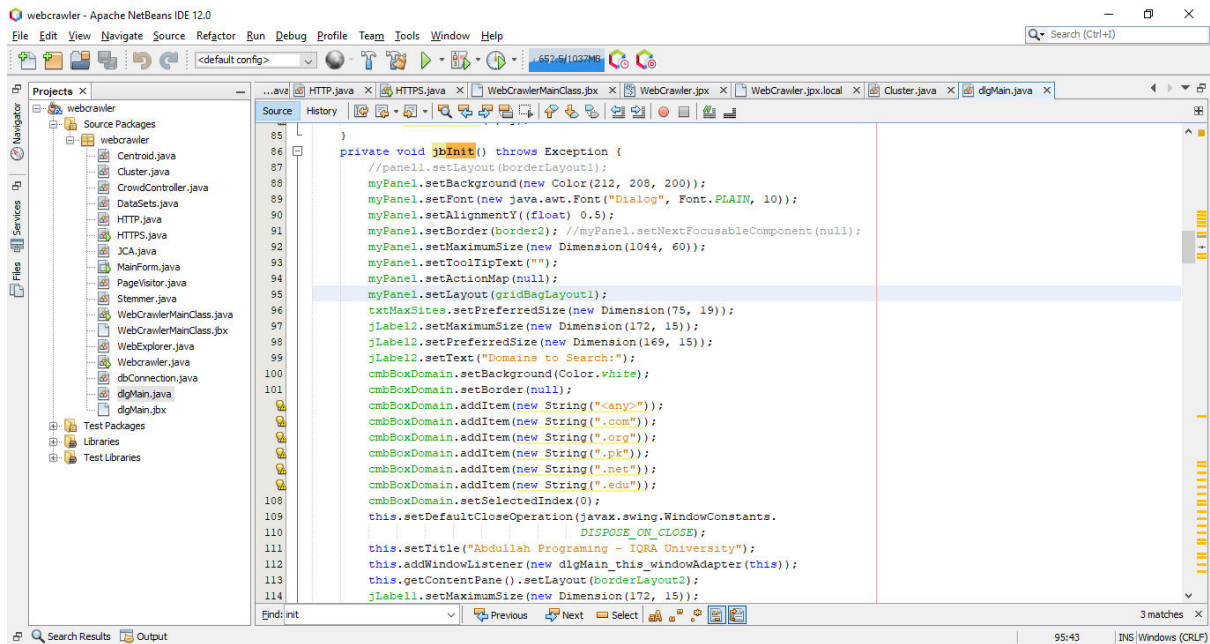 webcrawler - Apache NetBeans IDE 12.0
File Edit View Navigate Source Refactor Run Debug Profile Team Tools Window Help
Search (Ctrl+I)
<default config>
652.5/1037MB
Projects
...ava HTTP.java HTTPS.java WebCrawlerMainClass.jbx WebCrawler.jpx WebCrawler.jpx.local Cluster.java dlgMain.java
Source History
Navigator
Services
Files
webcrawler
Source Packages
webcrawler
Centroid.java
Cluster.java
CrowdController.java
DataSets.java
HTTP.java
HTTPS.java
JCA.java
MainForm.java
PageVisitor.java
Stemmer.java
WebCrawlerMainClass.java
WebCrawlerMainClass.jbx
WebExplorer.java
Webcrawler.java
dbConnection.java
dlgMain.java
dlgMain.jbx
Test Packages
Libraries
Test Libraries
85 }
86 private void jbInit() throws Exception {
87 //panel1.setLayout(borderLayout1);
88 myPanel.setBackground(new Color(212, 208, 200));
89 myPanel.setFont(new java.awt.Font("Dialog", Font.PLAIN, 10));
90 myPanel.setAlignmentY((float) 0.5);
91 myPanel.setBorder(border2); //myPanel.setNextFocusableComponent(null);
92 myPanel.setMaximumSize(new Dimension(1044, 60));
93 myPanel.setToolTipText("");
94 myPanel.setActionMap(null);
95 myPanel.setLayout(gridBagLayout1);
96 txtMaxSites.setPreferredSize(new Dimension(75, 19));
97 jLabel2.setMaximumSize(new Dimension(172, 15));
98 jLabel2.setPreferredSize(new Dimension(169, 15));
99 jLabel2.setText("Domains to Search:");
100 cmbBoxDomain.setBackground(Color.white);
101 cmbBoxDomain.setBorder(null);
cmbBoxDomain.addItem(new String("<any>"));
cmbBoxDomain.addItem(new String(".com"));
cmbBoxDomain.addItem(new String(".org"));
cmbBoxDomain.addItem(new String(".pk"));
cmbBoxDomain.addItem(new String(".net"));
cmbBoxDomain.addItem(new String(".edu"));
108 cmbBoxDomain.setSelectedIndex(0);
109 this.setDefaultCloseOperation(javax.swing.WindowConstants.
110 DISPOSE_ON_CLOSE);
111 this.setTitle("Abdullah Programing - IQRA University");
112 this.addWindowListener(new dlgMain_this_windowAdapter(this));
113 this.getContentPane().setLayout(borderLayout2);
114 jLabel1.setMaximumSize(new Dimension(172, 15));
Find: init Previous Next Select 3 matches
Search Results Output 95:43 INS Windows (CRLF)